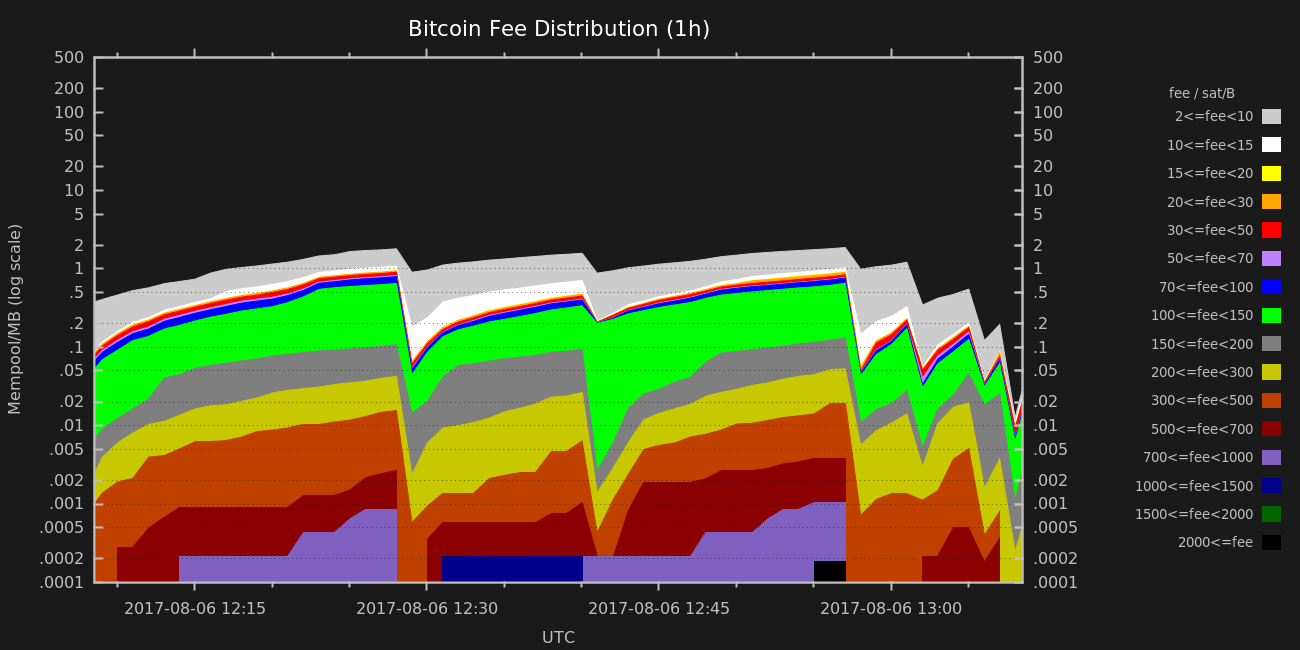 Bitcoin Fee Distribution (1h)
500
200
100
50
20
10
5
2
1
.5
.2
.1
.05
.02
.01
.005
.002
.001
.0005
.0002
.0001
Mempool/MB (log scale)
500
200
100
50
20
10
5
2
1
.5
.2
.1
.05
.02
.01
.005
.002
.001
.0005
.0002
.0001
2017-08-06 12:15
2017-08-06 12:30
2017-08-06 12:45
2017-08-06 13:00
UTC
fee / sat/B
2<=fee<10
10<=fee<15
15<=fee<20
20<=fee<30
30<=fee<50
50<=fee<70
70<=fee<100
100<=fee<150
150<=fee<200
200<=fee<300
300<=fee<500
500<=fee<700
700<=fee<1000
1000<=fee<1500
1500<=fee<2000
2000<=fee